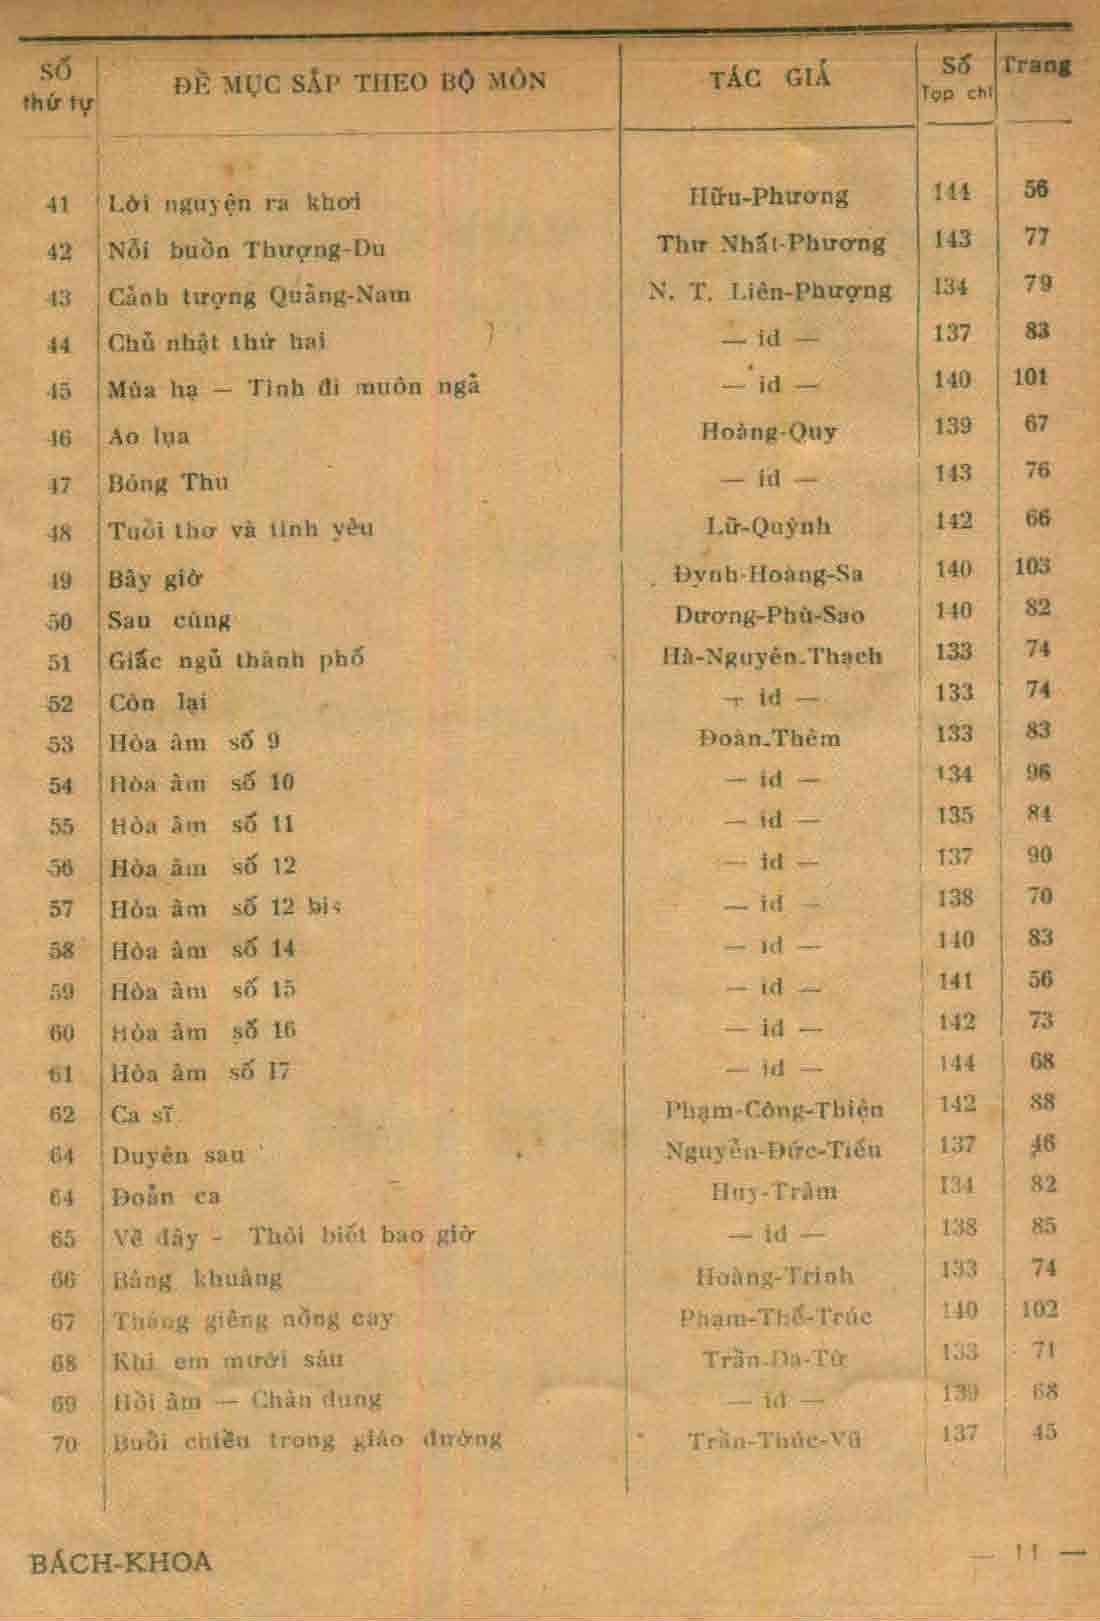 SỐ thứ tự ĐỀ MỤC SẮP THEO BỘ MÔN TÁC GIẢ Số Tạp chí Trang
41 Lời nguyện ra khơi Hữu-Phương 144 56
42 Nỗi buồn Thượng-Du Thư Nhất-Phương 143 77
43 Cảnh tượng Quảng-Nam N. T. Liên-Phượng 134 79
44 Chủ nhật thứ hai — id — 137 83
45 Mùa hạ — Tình đi muôn ngả — id — 140 101
46 Áo lụa Hoàng-Quy 139 67
47 Bóng Thu — id — 143 76
48 Tuổi thơ và tình yêu Lữ-Quỳnh 142 66
49 Bây giờ Đynh-Hoàng-Sa 140 103
50 Sau cùng Dương-Phù-Sao 140 82
51 Giấc ngủ thành phố Hà-Nguyên-Thạch 133 74
52 Còn lại — id — 133 74
53 Hòa âm số 9 Đoàn-Thêm 133 83
54 Hòa âm số 10 — id — 134 96
55 Hòa âm số 11 — id — 135 84
56 Hòa âm số 12 — id — 137 90
57 Hòa âm số 12 bis — id — 138 70
58 Hòa âm số 14 — id — 140 83
59 Hòa âm số 15 — id — 141 56
60 Hòa âm số 16 — id — 142 73
61 Hòa âm số 17 — id — 144 68
62 Ca sĩ Phạm-Công-Thiện 142 88
64 Duyên sau Nguyễn-Đức-Tiếu 137 46
64 Đoản ca Huy-Trâm 134 82
65 Về đây - Thôi biết bao giờ — id — 138 85
66 Bâng khuâng Hoàng-Trinh 133 74
67 Tháng giêng nồng cay Phạm-Thế-Trúc 140 102
68 Khi em mười sáu Trần-Dạ-Từ 133 71
69 Hồi âm — Chân dung — id — 139 68
70 Buổi chiều trong giáo đường Trần-Thúc-Vũ 137 45
BÁCH-KHOA — 11 —